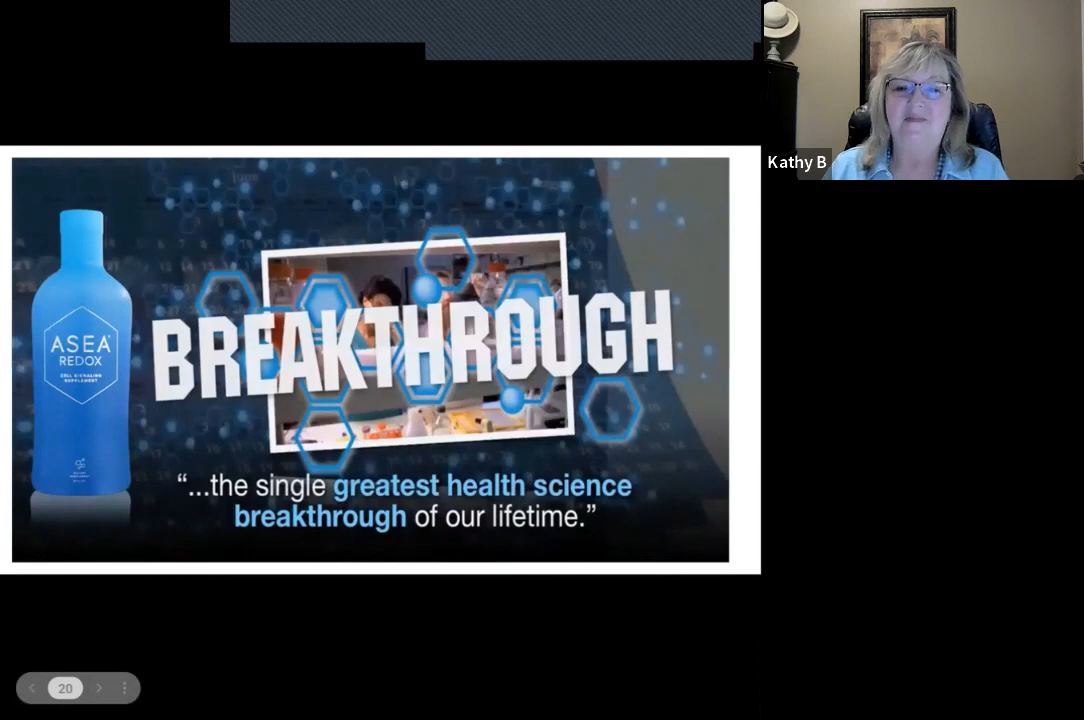 Kathy B
ASEA
REDOX
CELL SIGNALING
SUPPLEMENT
BREAKTHROUGH
“...the single greatest health science
breakthrough of our lifetime.”
20